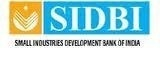 SIDBI
SMALL INDUSTRIES DEVELOPMENT BANK OF INDIA